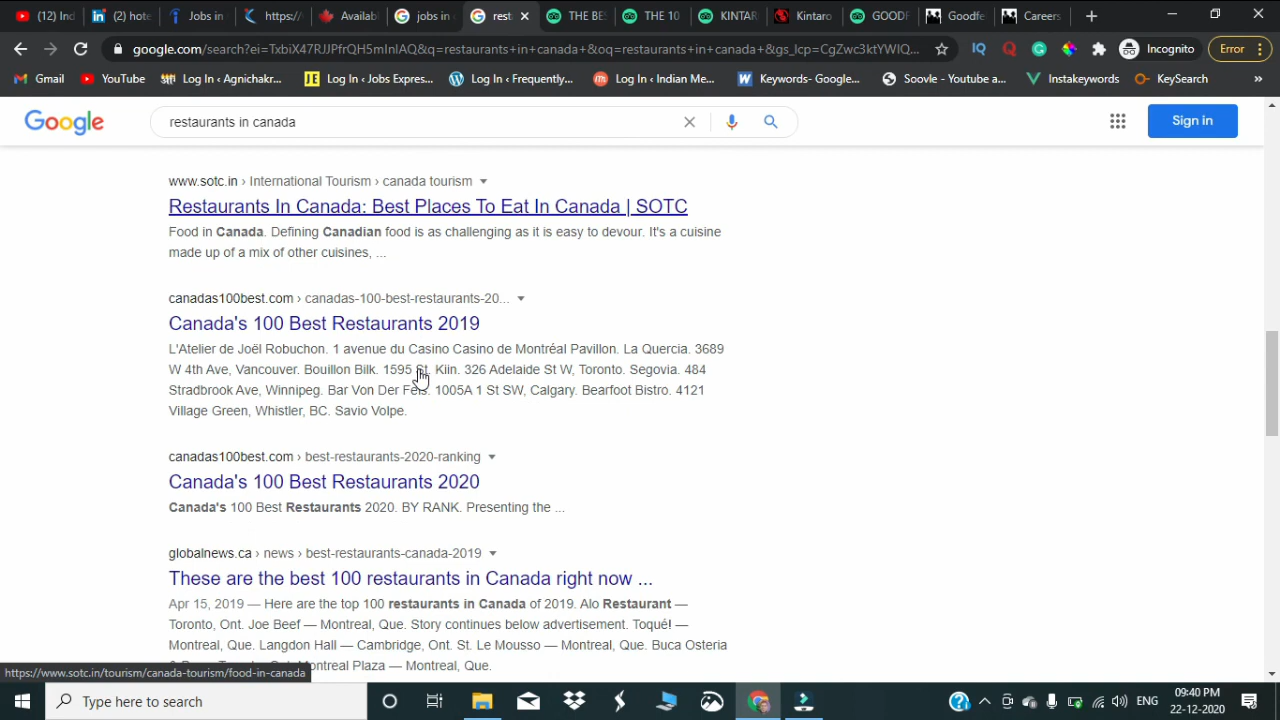 (12) Ind
(2) hote
Jobs in
https://
Availabl
jobs in
rest
THE BE
THE 10
KINTAR
Kintaro
GOODF
Goodfe
Careers
google.com/search?ei=TxbiX47RJJPfrQH5mInIAQ&q=restaurants+in+canada+&oq=restaurants+in+canada+&gs_lcp=CgZwc3ktYWIQ...
Incognito
Error
Gmail
YouTube
Log In ‹ Agnichakr...
JE
Log In ‹ Jobs Expres...
Log In ‹ Frequently...
Log In ‹ Indian Me...
Keywords- Google...
Soovle - Youtube a...
Instakeywords
KeySearch
»
Google
restaurants in canada
Sign in
www.sotc.in › International Tourism › canada tourism
Restaurants In Canada: Best Places To Eat In Canada | SOTC
Food in Canada. Defining Canadian food is as challenging as it is easy to devour. It's a cuisine
made up of a mix of other cuisines, ...
canadas100best.com › canadas-100-best-restaurants-20...
Canada's 100 Best Restaurants 2019
L'Atelier de Joël Robuchon. 1 avenue du Casino Casino de Montréal Pavillon. La Quercia. 3689
W 4th Ave, Vancouver. Bouillon Bilk. 1595 St. Kiin. 326 Adelaide St W, Toronto. Segovia. 484
Stradbrook Ave, Winnipeg. Bar Von Der Fels. 1005A 1 St SW, Calgary. Bearfoot Bistro. 4121
Village Green, Whistler, BC. Savio Volpe.
canadas100best.com › best-restaurants-2020-ranking
Canada's 100 Best Restaurants 2020
Canada's 100 Best Restaurants 2020. BY RANK. Presenting the ...
globalnews.ca › news › best-restaurants-canada-2019
These are the best 100 restaurants in Canada right now ...
Apr 15, 2019 — Here are the top 100 restaurants in Canada of 2019. Alo Restaurant —
Toronto, Ont. Joe Beef — Montreal, Que. Story continues below advertisement. Toqué! —
Montreal, Que. Langdon Hall — Cambridge, Ont. St. Le Mousso — Montreal, Que. Buca Osteria
Montreal Plaza — Montreal, Que.
https://www.sotc.in/tourism/canada-tourism/food-in-canada
Type here to search
ENG
09:40 PM
22-12-2020